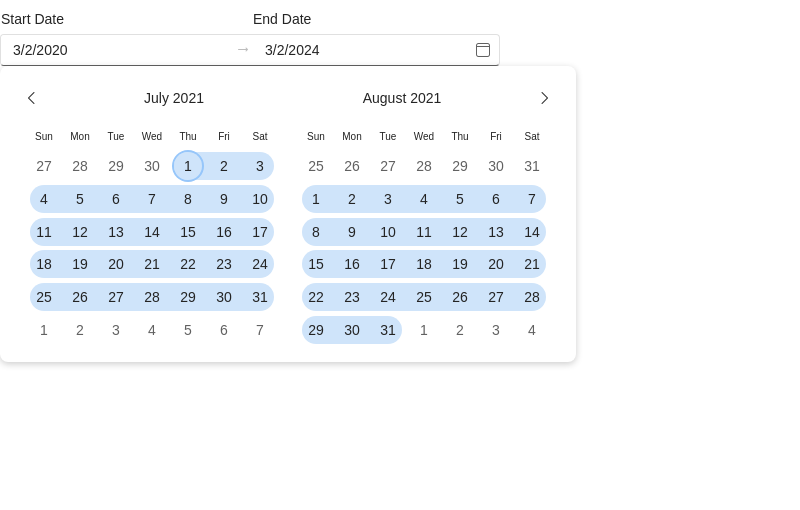 Start Date End Date
3/2/2020 → 3/2/2024
July 2021 August 2021
Sun Mon Tue Wed Thu Fri Sat Sun Mon Tue Wed Thu Fri Sat
27 28 29 30 1 2 3 25 26 27 28 29 30 31
4 5 6 7 8 9 10 1 2 3 4 5 6 7
11 12 13 14 15 16 17 8 9 10 11 12 13 14
18 19 20 21 22 23 24 15 16 17 18 19 20 21
25 26 27 28 29 30 31 22 23 24 25 26 27 28
1 2 3 4 5 6 7 29 30 31 1 2 3 4